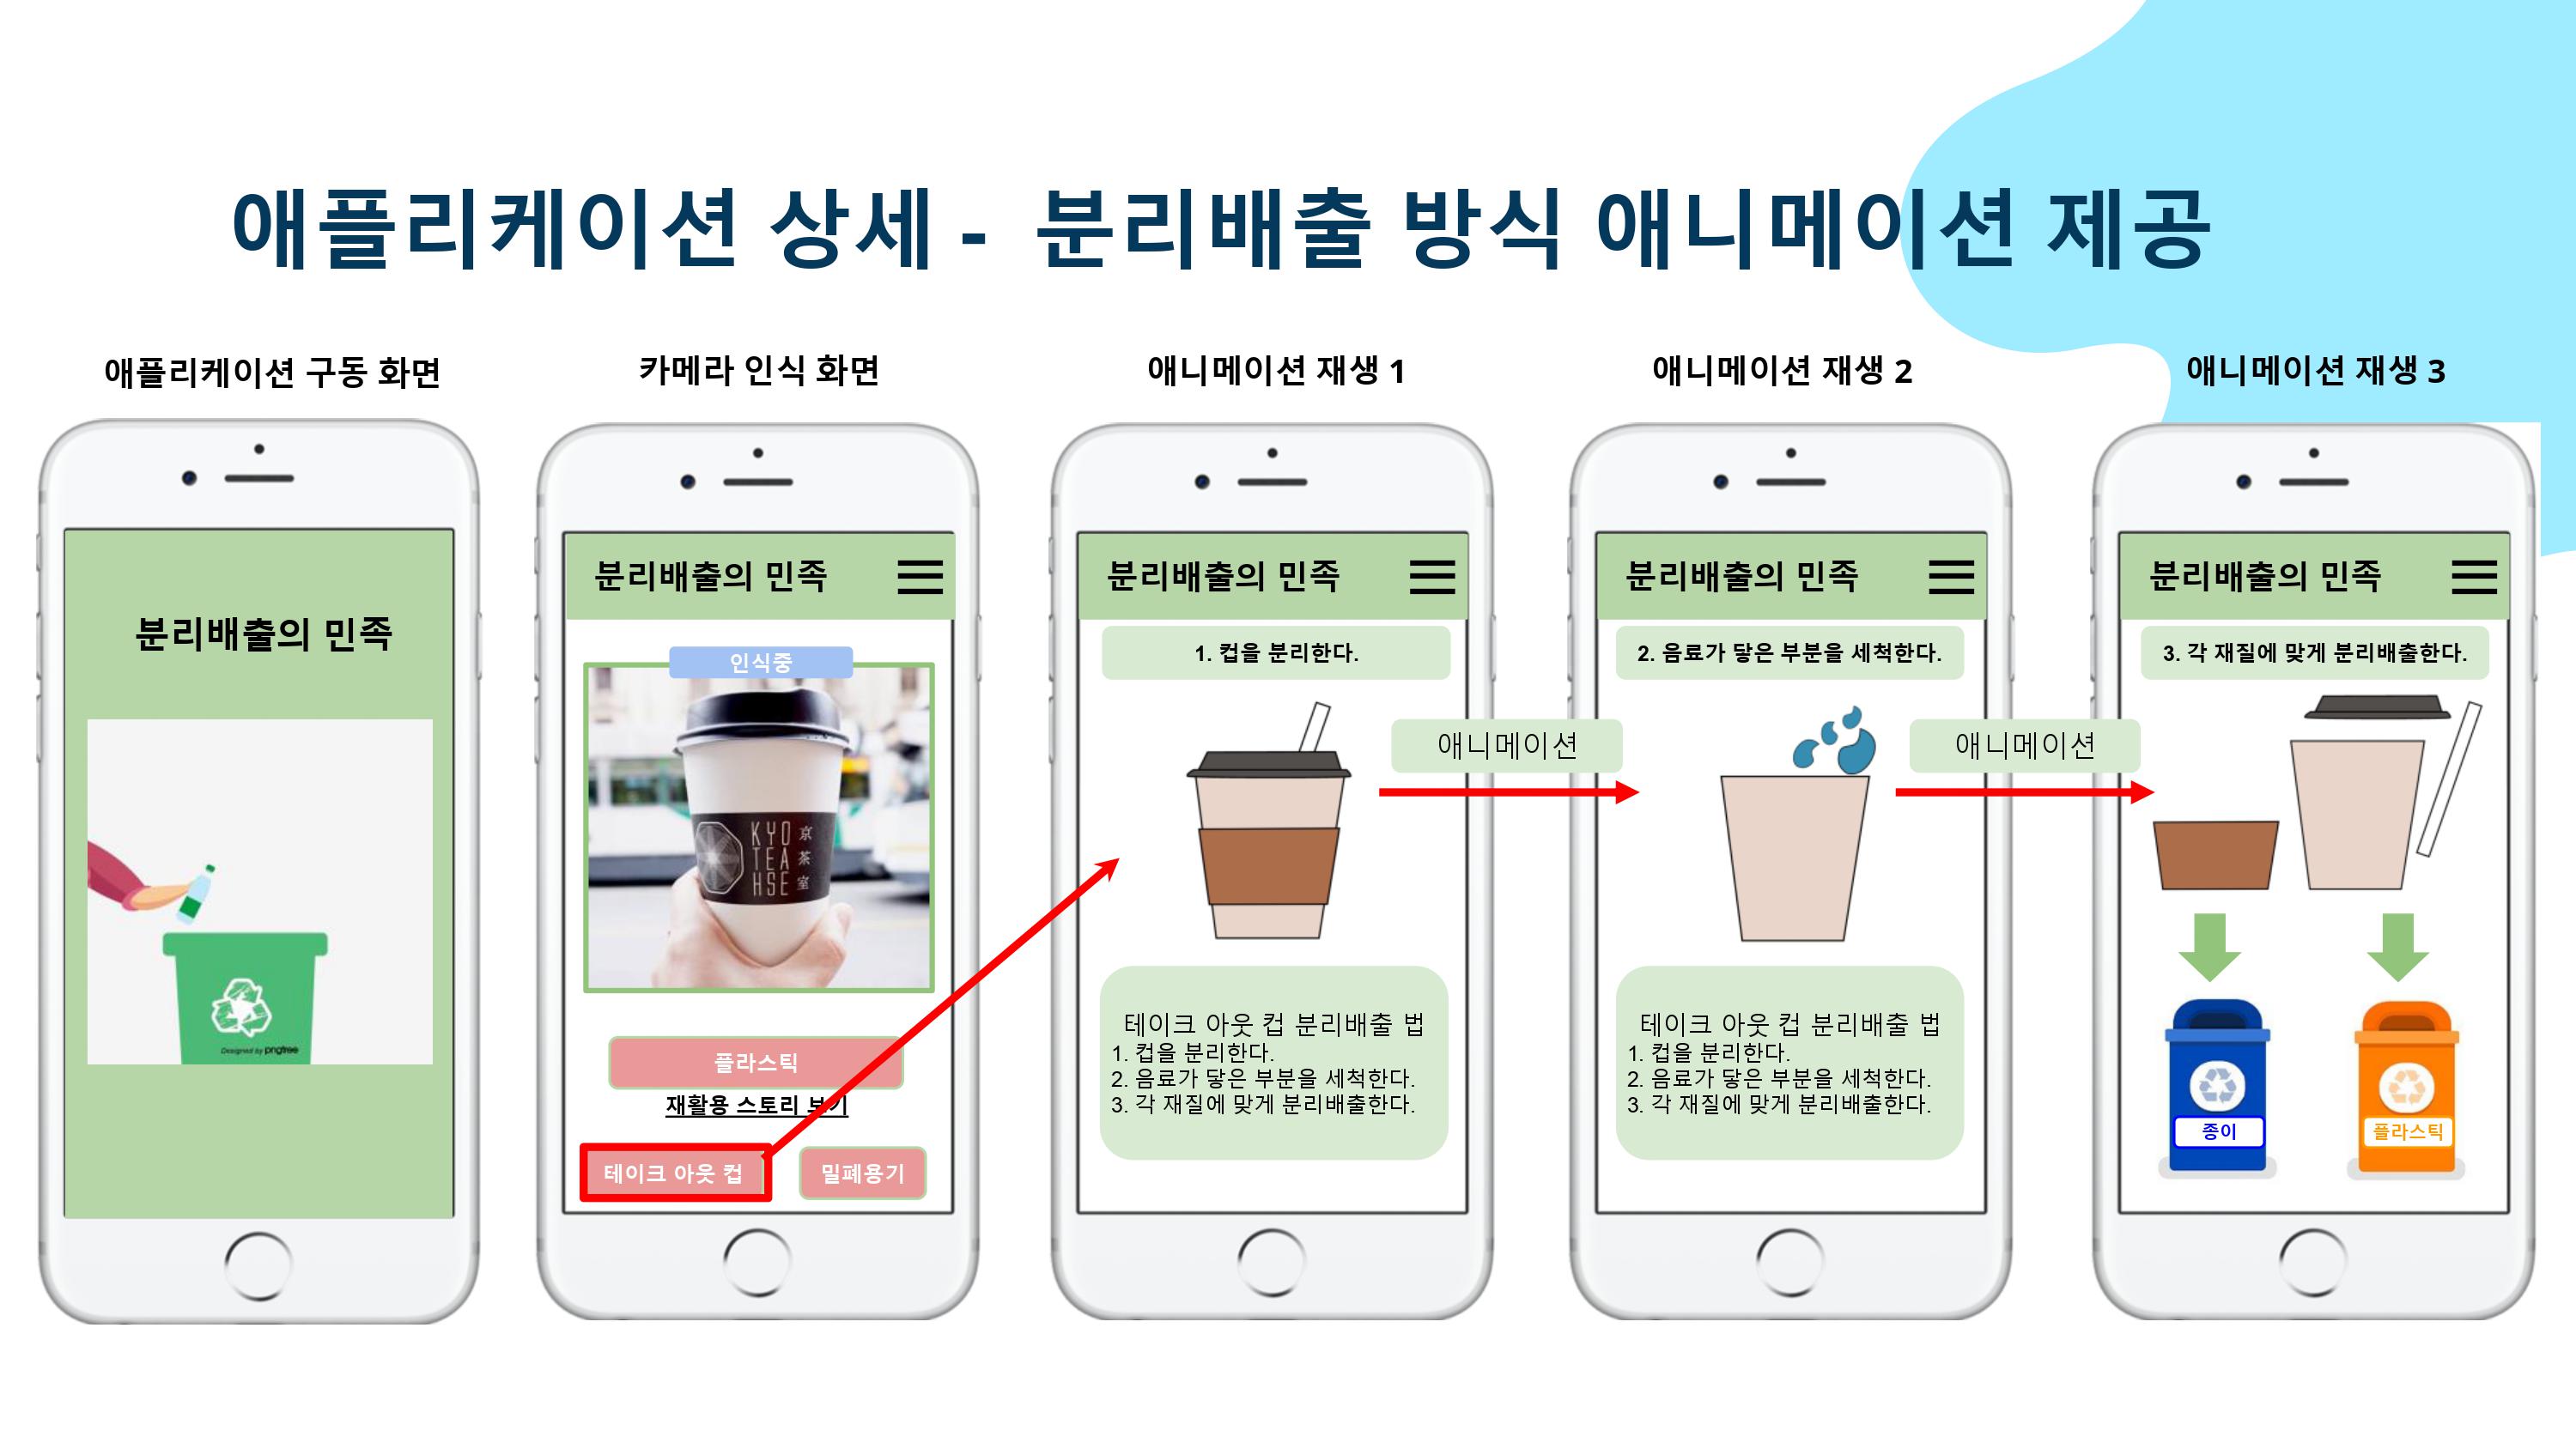 애플리케이션 상세 - 분리배출 방식 애니메이션 제공
애플리케이션 구동 화면
분리배출의 민족
Designed by pngtree
카메라 인식 화면
분리배출의 민족
인식중
KYO 京
TEA 茶
HSE 室
플라스틱
재활용 스토리 보기
테이크 아웃 컵
밀폐용기
애니메이션 재생 1
분리배출의 민족
1. 컵을 분리한다.
애니메이션
테이크 아웃 컵 분리배출 법
1. 컵을 분리한다.
2. 음료가 닿은 부분을 세척한다.
3. 각 재질에 맞게 분리배출한다.
애니메이션 재생 2
분리배출의 민족
2. 음료가 닿은 부분을 세척한다.
애니메이션
테이크 아웃 컵 분리배출 법
1. 컵을 분리한다.
2. 음료가 닿은 부분을 세척한다.
3. 각 재질에 맞게 분리배출한다.
애니메이션 재생 3
분리배출의 민족
3. 각 재질에 맞게 분리배출한다.
종이
플라스틱